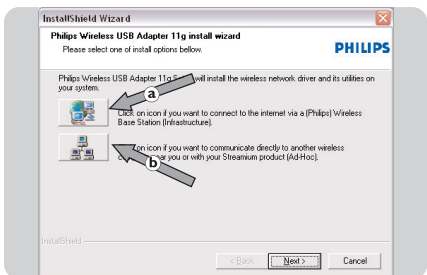 InstallShield Wizard
Philips Wireless USB Adapter 11g install wizard
Please select one of install options bellow.
PHILIPS
Philips Wireless USB Adapter 11g will install the wireless network driver and its utilities on
your system.
a
Click on icon if you want to connect to the internet via a (Philips) Wireless
Base Station (Infrastructure).
on icon if you want to communicate directly to another wireless
you or with your Streamium product (Ad-Hoc).
b
InstallShield
< Back
Next >
Cancel